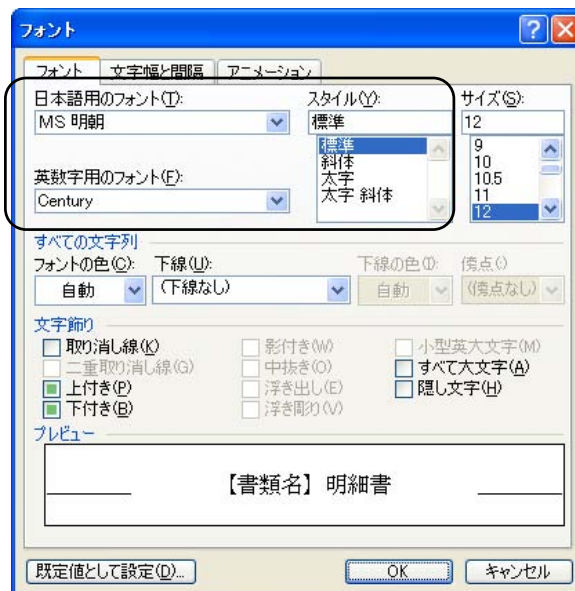 フォント
フォント 文字幅と間隔 アニメーション
日本語用のフォント(T): スタイル(Y): サイズ(S):
MS 明朝 標準 12
標準 9
斜体 10
太字 10.5
太字 斜体 11
12
英数字用のフォント(F):
Century
すべての文字列
フォントの色(C): 下線(U): 下線の色(I): 傍点(·)
自動 (下線なし) 自動 (傍点なし)
文字飾り
取り消し線(K) 影付き(W) 小型英大文字(M)
二重取り消し線(G) 中抜き(O) すべて大文字(A)
上付き(P) 浮き出し(E) 隠し文字(H)
下付き(B) 浮き彫り(V)
プレビュー
【書類名】明細書
既定値として設定(D)... OK キャンセル